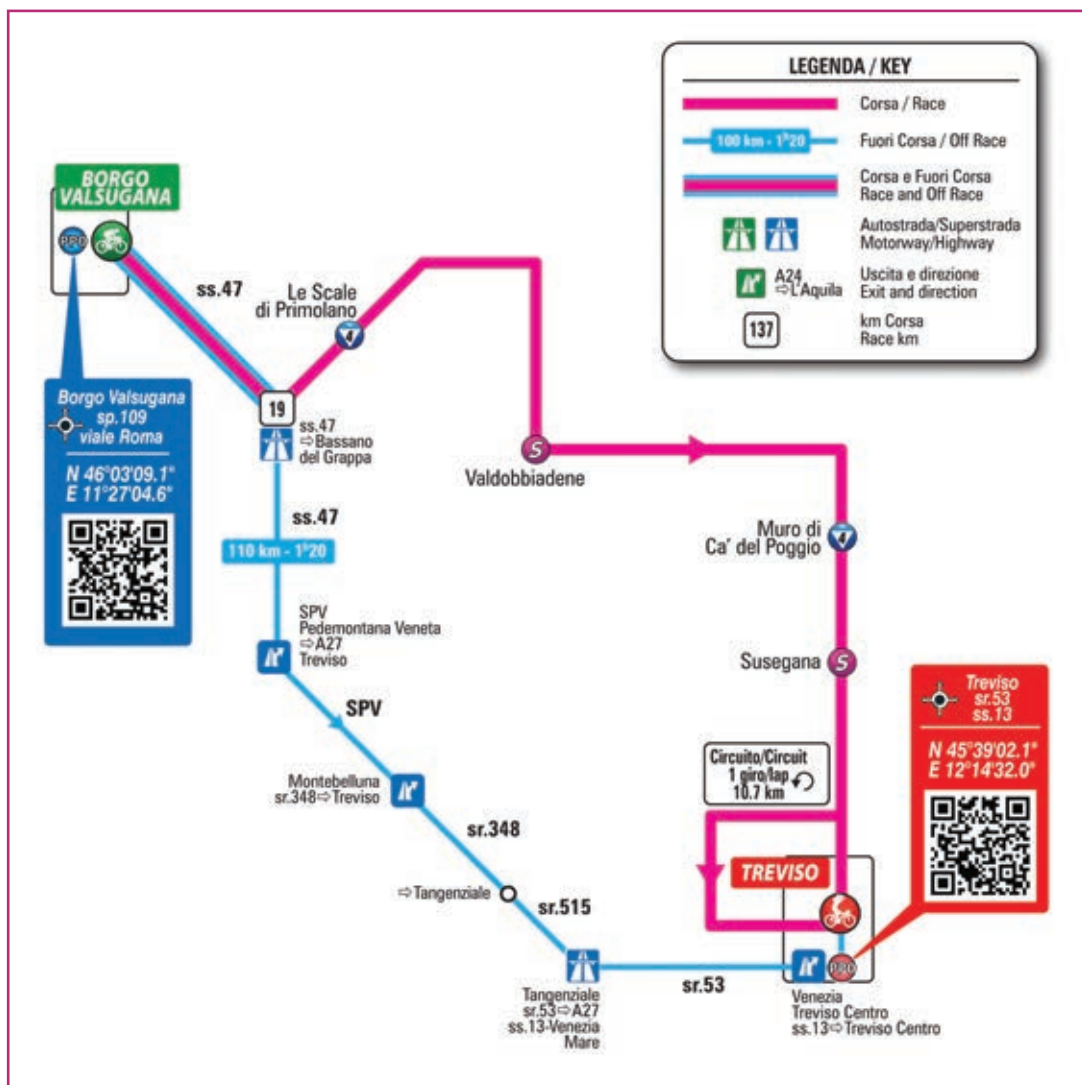 LEGENDA / KEY
Corsa / Race
100 km - 1h20
Fuori Corsa / Off Race
Corsa e Fuori Corsa
Race and Off Race
Autostrada/Superstrada
Motorway/Highway
A24
⇨L'Aquila
Uscita e direzione
Exit and direction
137
km Corsa
Race km
BORGO
VALSUGANA
PPO
ss.47
Le Scale
di Primolano
4
19
ss.47
⇨Bassano
del Grappa
Borgo Valsugana
sp.109
viale Roma
N 46°03'09.1"
E 11°27'04.6"
S
Valdobbiadene
ss.47
110 km - 1h20
Muro di
Ca' del Poggio
4
SPV
Pedemontana Veneta
⇨A27
Treviso
Susegana
S
SPV
Treviso
sr.53
ss.13
N 45°39'02.1"
E 12°14'32.0"
Montebelluna
sr.348⇨Treviso
Circuito/Circuit
1 giro/lap
10.7 km
sr.348
⇨Tangenziale
sr.515
TREVISO
PPO
sr.53
Tangenziale
sr.53⇨A27
ss.13-Venezia
Mare
Venezia
Treviso Centro
ss.13⇨Treviso Centro